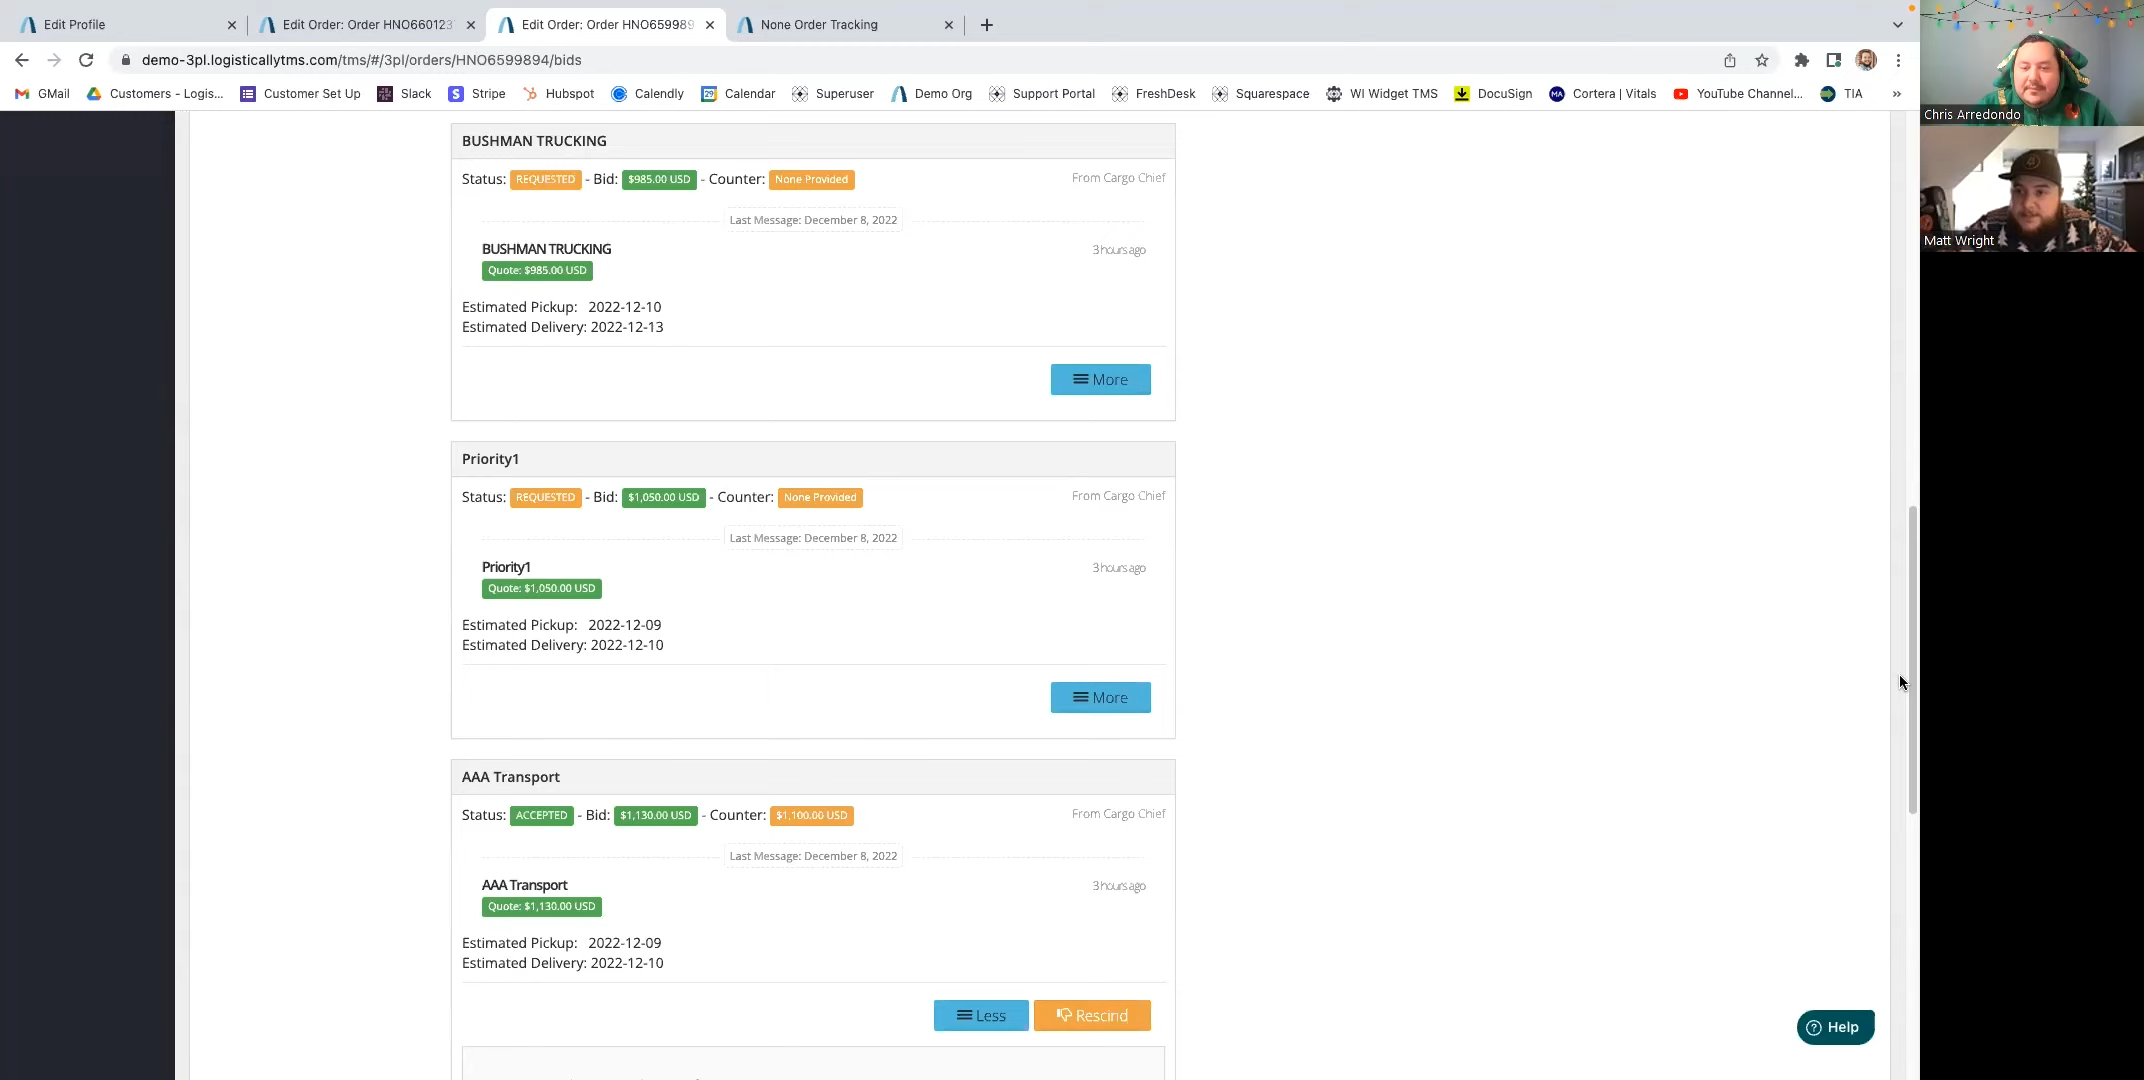 Edit Profile
Edit Order: Order HNO660123
Edit Order: Order HNO659989
None Order Tracking
demo-3pl.logisticallytms.com/tms/#/3pl/orders/HNO6599894/bids
GMail
Customers - Logis...
Customer Set Up
Slack
Stripe
Hubspot
Calendly
Calendar
Superuser
Demo Org
Support Portal
FreshDesk
Squarespace
WI Widget TMS
DocuSign
Cortera | Vitals
YouTube Channel...
TIA
»
Chris Arredondo
Matt Wright
BUSHMAN TRUCKING
Status: REQUESTED - Bid: $985.00 USD - Counter: None Provided
From Cargo Chief
Last Message: December 8, 2022
BUSHMAN TRUCKING
3 hours ago
Quote: $985.00 USD
Estimated Pickup: 2022-12-10
Estimated Delivery: 2022-12-13
More
Priority1
Status: REQUESTED - Bid: $1,050.00 USD - Counter: None Provided
From Cargo Chief
Last Message: December 8, 2022
Priority1
3 hours ago
Quote: $1,050.00 USD
Estimated Pickup: 2022-12-09
Estimated Delivery: 2022-12-10
More
AAA Transport
Status: ACCEPTED - Bid: $1,130.00 USD - Counter: $1,100.00 USD
From Cargo Chief
Last Message: December 8, 2022
AAA Transport
3 hours ago
Quote: $1,130.00 USD
Estimated Pickup: 2022-12-09
Estimated Delivery: 2022-12-10
Less
Rescind
Help